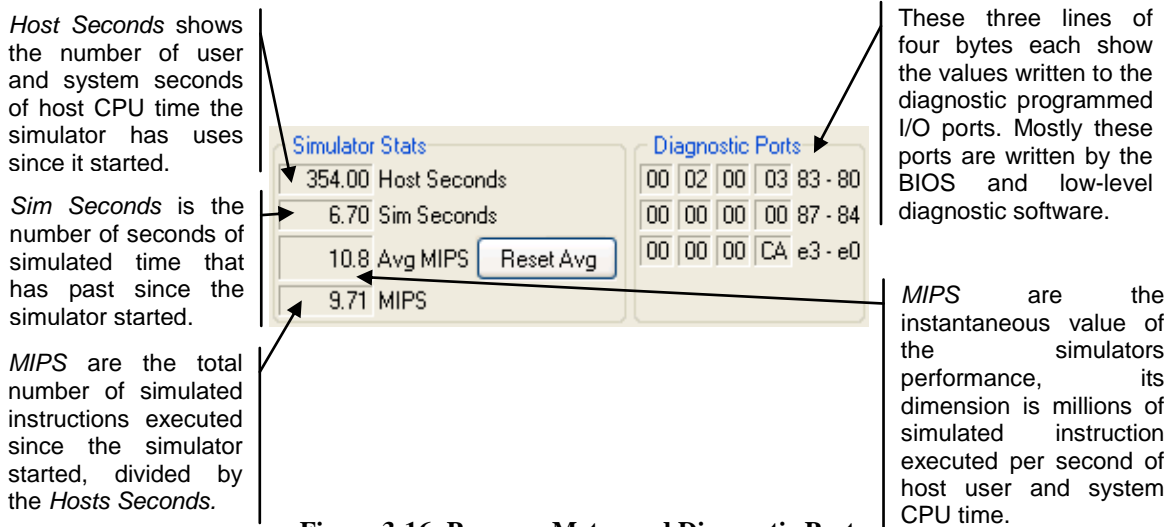 Host Seconds shows
the number of user
and system seconds
of host CPU time the
simulator has uses
since it started.
Sim Seconds is the
number of seconds of
simulated time that
has past since the
simulator started.
MIPS are the total
number of simulated
instructions executed
since the simulator
started, divided by
the Hosts Seconds.
Simulator Stats
354.00 Host Seconds
6.70 Sim Seconds
10.8 Avg MIPS Reset Avg
9.71 MIPS
Diagnostic Ports
00 02 00 03 83 - 80
00 00 00 00 87 - 84
00 00 00 CA e3 - e0
These three lines of
four bytes each show
the values written to the
diagnostic programmed
I/O ports. Mostly these
ports are written by the
BIOS and low-level
diagnostic software.
MIPS are the
instantaneous value of
the simulators
performance, its
dimension is millions of
simulated instruction
executed per second of
host user and system
CPU time.